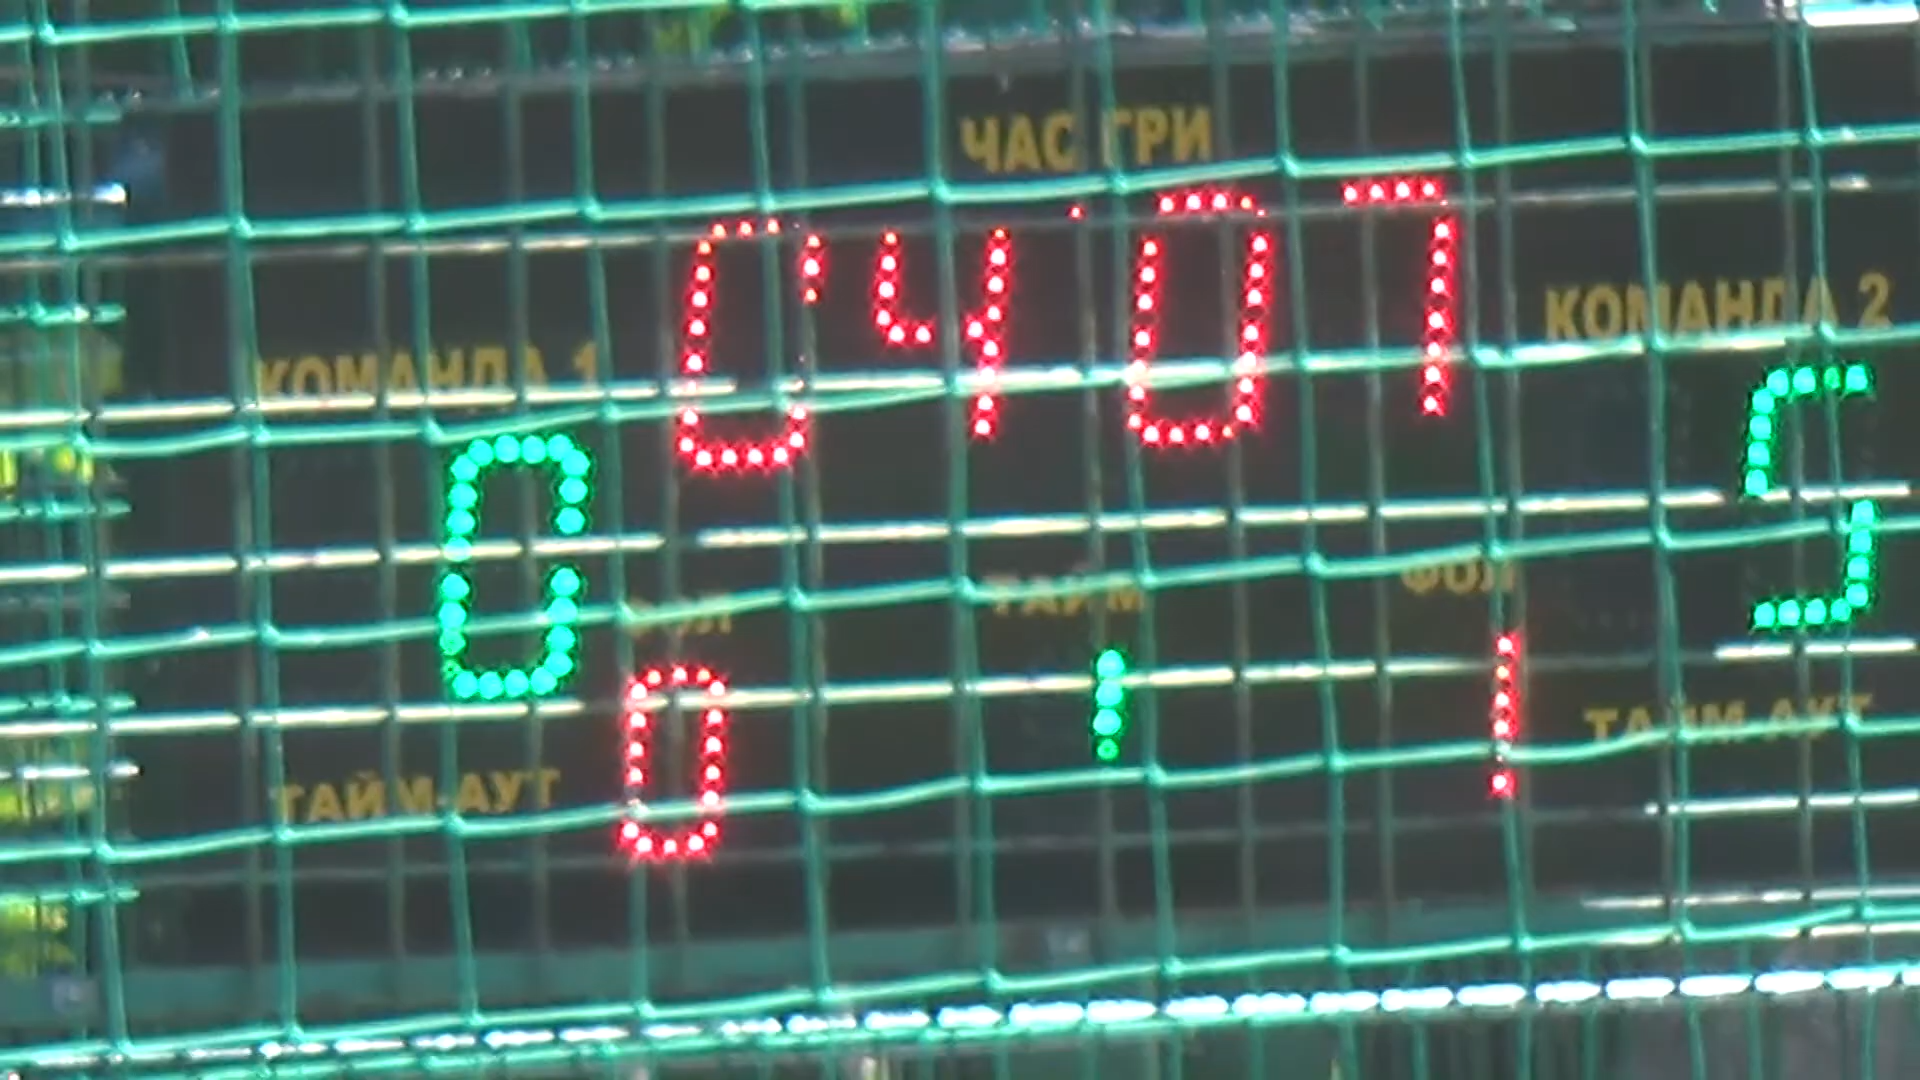 ЧАС ГРИ
04:07
КОМАНДА 1
КОМАНДА 2
0
5
ФОЛ
ТАЙМ
ФОЛ
0
1
1
ТАЙМ-АУТ
ТАЙМ-АУТ